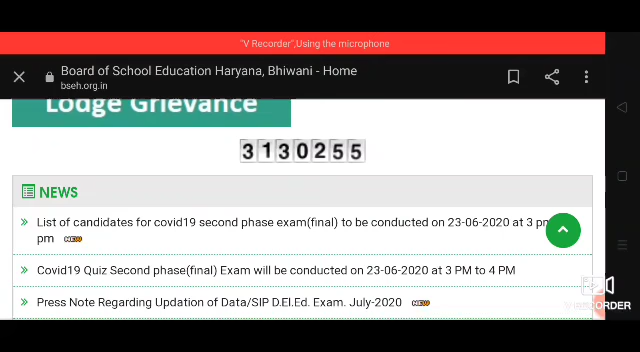 "V Recorder",Using the microphone
Board of School Education Haryana, Bhiwani - Home
bseh.org.in
Lodge Grievance
3130255
NEWS
List of candidates for covid19 second phase exam(final) to be conducted on 23-06-2020 at 3 pm
pm NEW
Covid19 Quiz Second phase(final) Exam will be conducted on 23-06-2020 at 3 PM to 4 PM
Press Note Regarding Updation of Data/SIP D.El.Ed. Exam. July-2020 NEW
V RECORDER